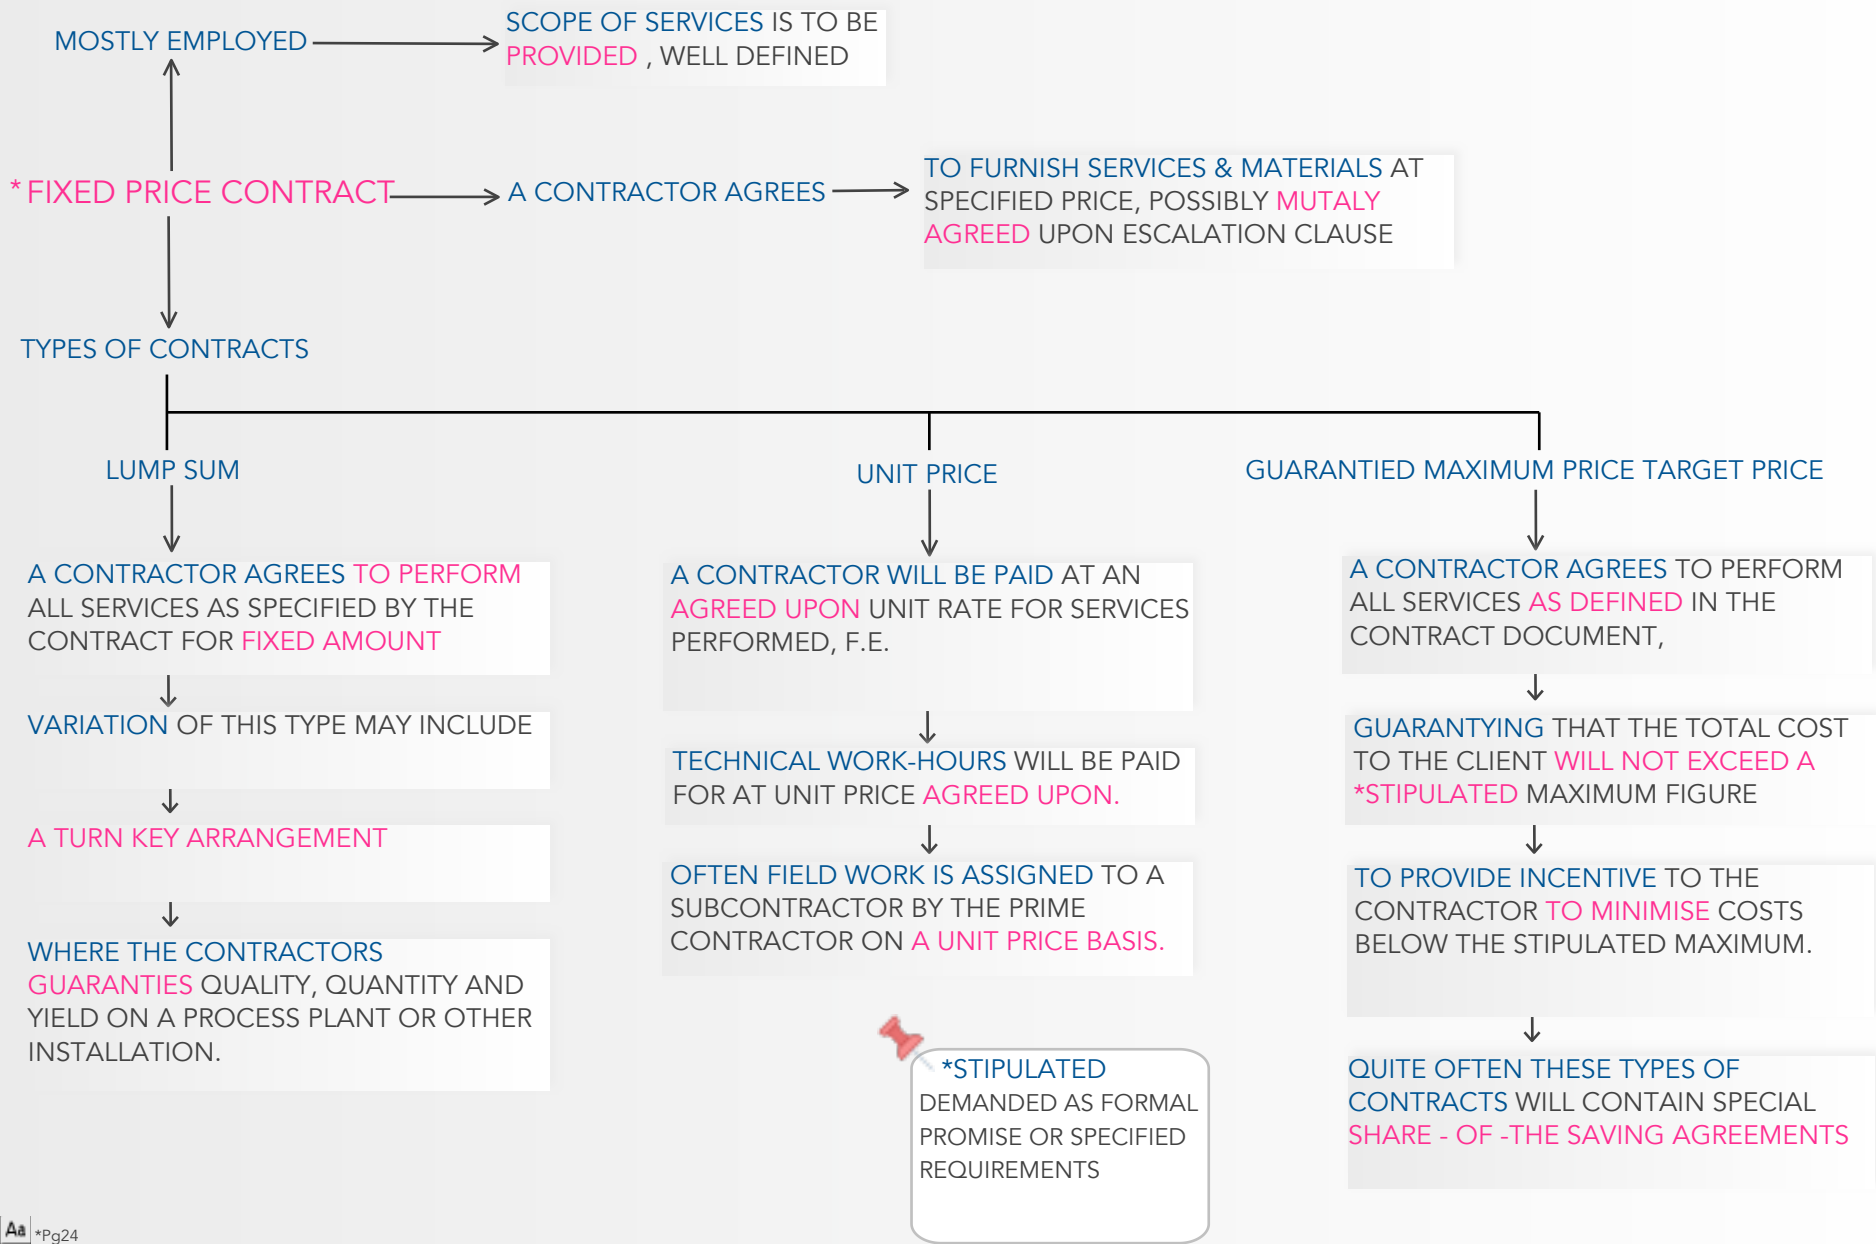 MOSTLY EMPLOYED
SCOPE OF SERVICES IS TO BE
PROVIDED , WELL DEFINED
*FIXED PRICE CONTRACT
A CONTRACTOR AGREES
TO FURNISH SERVICES & MATERIALS AT
SPECIFIED PRICE, POSSIBLY MUTALY
AGREED UPON ESCALATION CLAUSE
TYPES OF CONTRACTS
LUMP SUM
A CONTRACTOR AGREES TO PERFORM
ALL SERVICES AS SPECIFIED BY THE
CONTRACT FOR FIXED AMOUNT
VARIATION OF THIS TYPE MAY INCLUDE
A TURN KEY ARRANGEMENT
WHERE THE CONTRACTORS
GUARANTIES QUALITY, QUANTITY AND
YIELD ON A PROCESS PLANT OR OTHER
INSTALLATION.
UNIT PRICE
A CONTRACTOR WILL BE PAID AT AN
AGREED UPON UNIT RATE FOR SERVICES
PERFORMED, F.E.
TECHNICAL WORK-HOURS WILL BE PAID
FOR AT UNIT PRICE AGREED UPON.
OFTEN FIELD WORK IS ASSIGNED TO A
SUBCONTRACTOR BY THE PRIME
CONTRACTOR ON A UNIT PRICE BASIS.
*STIPULATED
DEMANDED AS FORMAL
PROMISE OR SPECIFIED
REQUIREMENTS
GUARANTIED MAXIMUM PRICE TARGET PRICE
A CONTRACTOR AGREES TO PERFORM
ALL SERVICES AS DEFINED IN THE
CONTRACT DOCUMENT,
GUARANTYING THAT THE TOTAL COST
TO THE CLIENT WILL NOT EXCEED A
*STIPULATED MAXIMUM FIGURE
TO PROVIDE INCENTIVE TO THE
CONTRACTOR TO MINIMISE COSTS
BELOW THE STIPULATED MAXIMUM.
QUITE OFTEN THESE TYPES OF
CONTRACTS WILL CONTAIN SPECIAL
SHARE - OF -THE SAVING AGREEMENTS
Aa *Pg24